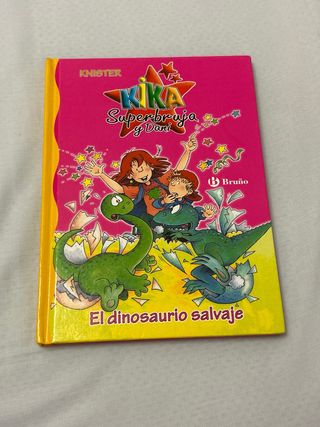 KNISTER
KIKA
Superbruja
y Dani
Bruño
El dinosaurio salvaje